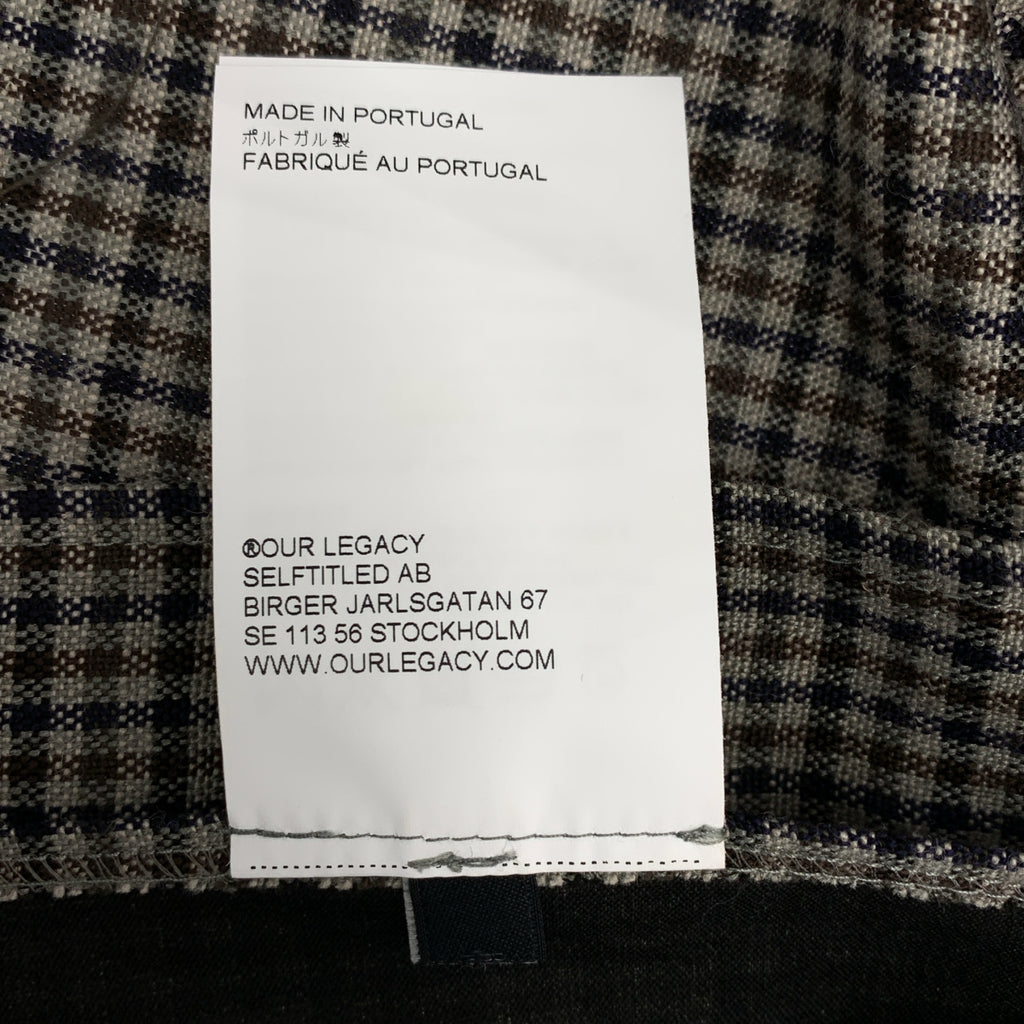 MADE IN PORTUGAL
ポルトガル製
FABRIQUÉ AU PORTUGAL
®OUR LEGACY
SELFTITLED AB
BIRGER JARLSGATAN 67
SE 113 56 STOCKHOLM
WWW.OURLEGACY.COM